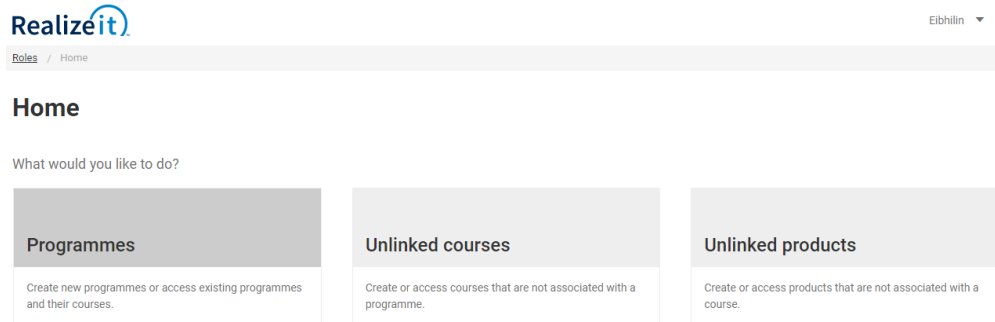 Realizeit
Eibhilin
Roles / Home
Home
What would you like to do?
Programmes
Create new programmes or access existing programmes
and their courses.
Unlinked courses
Create or access courses that are not associated with a
programme.
Unlinked products
Create or access products that are not associated with a
course.